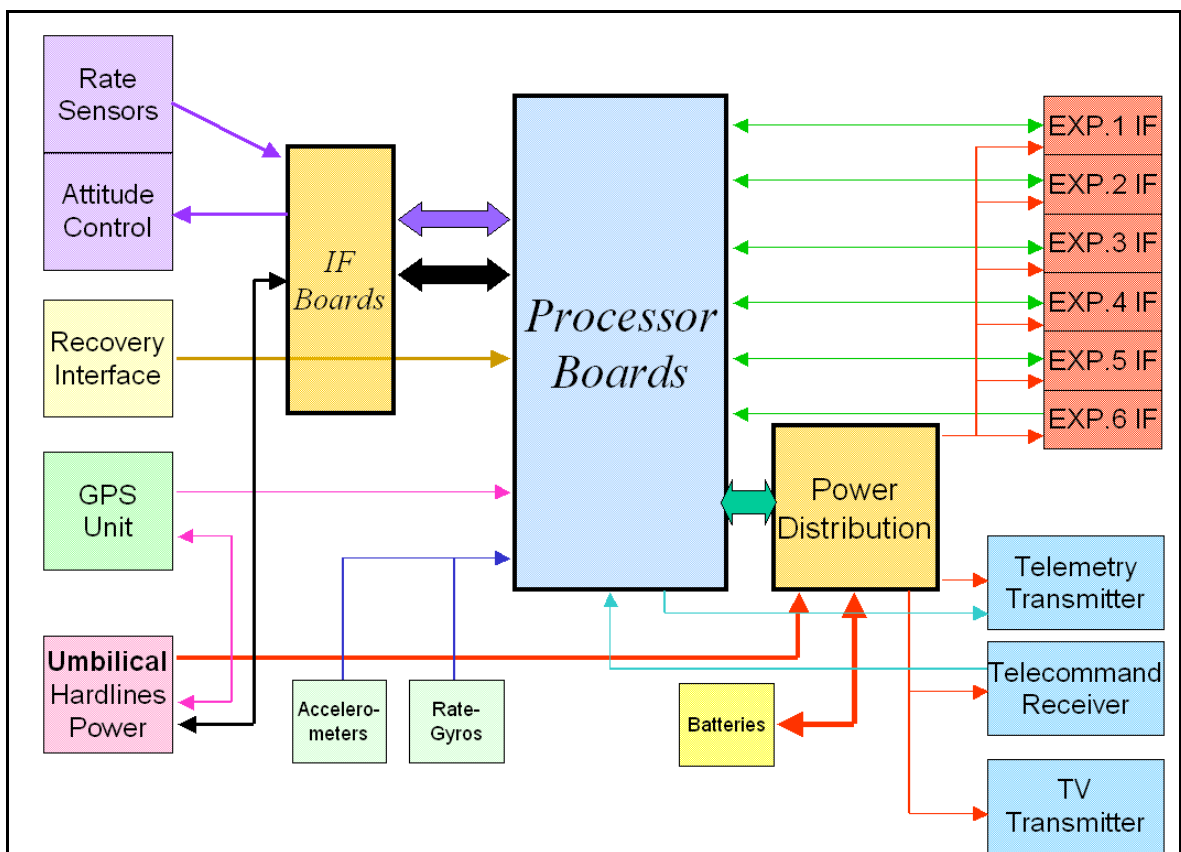 Rate
Sensors
Attitude
Control
Recovery
Interface
GPS
Unit
Umbilical
Hardlines
Power
IF
Boards
Accelero-
meters
Rate-
Gyros
Processor
Boards
Batteries
Power
Distribution
EXP.1 IF
EXP.2 IF
EXP.3 IF
EXP.4 IF
EXP.5 IF
EXP.6 IF
Telemetry
Transmitter
Telecommand
Receiver
TV
Transmitter